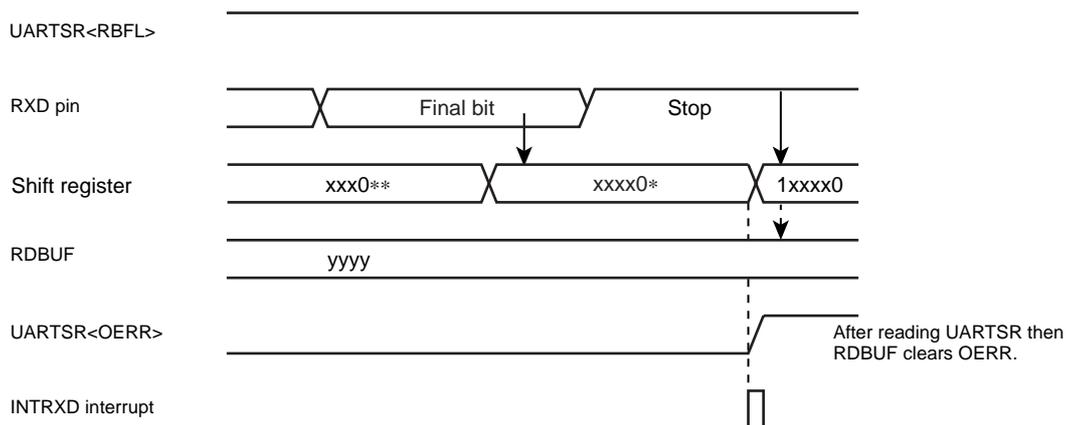 UARTSR<RBFL>
RXD pin
Final bit
Stop
Shift register
xxx0**
xxxx0*
1xxxx0
RDBUF
yyyy
UARTSR<OERR>
After reading UARTSR then
RDBUF clears OERR.
INTRXD interrupt